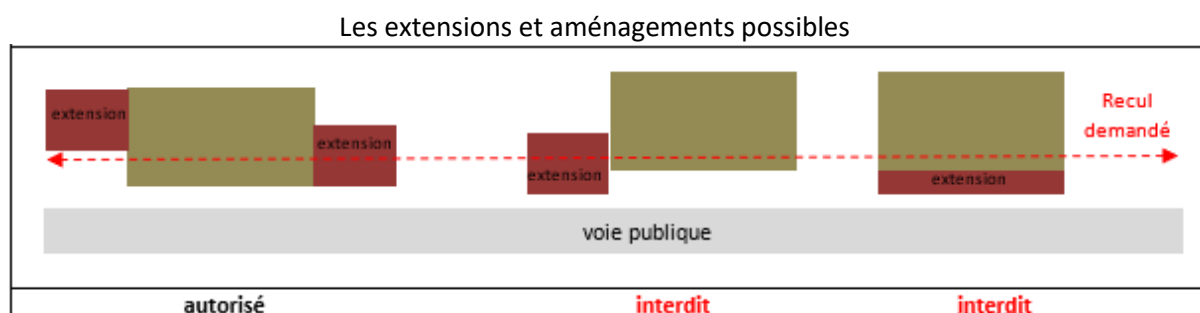 Les extensions et aménagements possibles
extension
extension
extension
extension
Recul
demandé
voie publique
autorisé
interdit
interdit